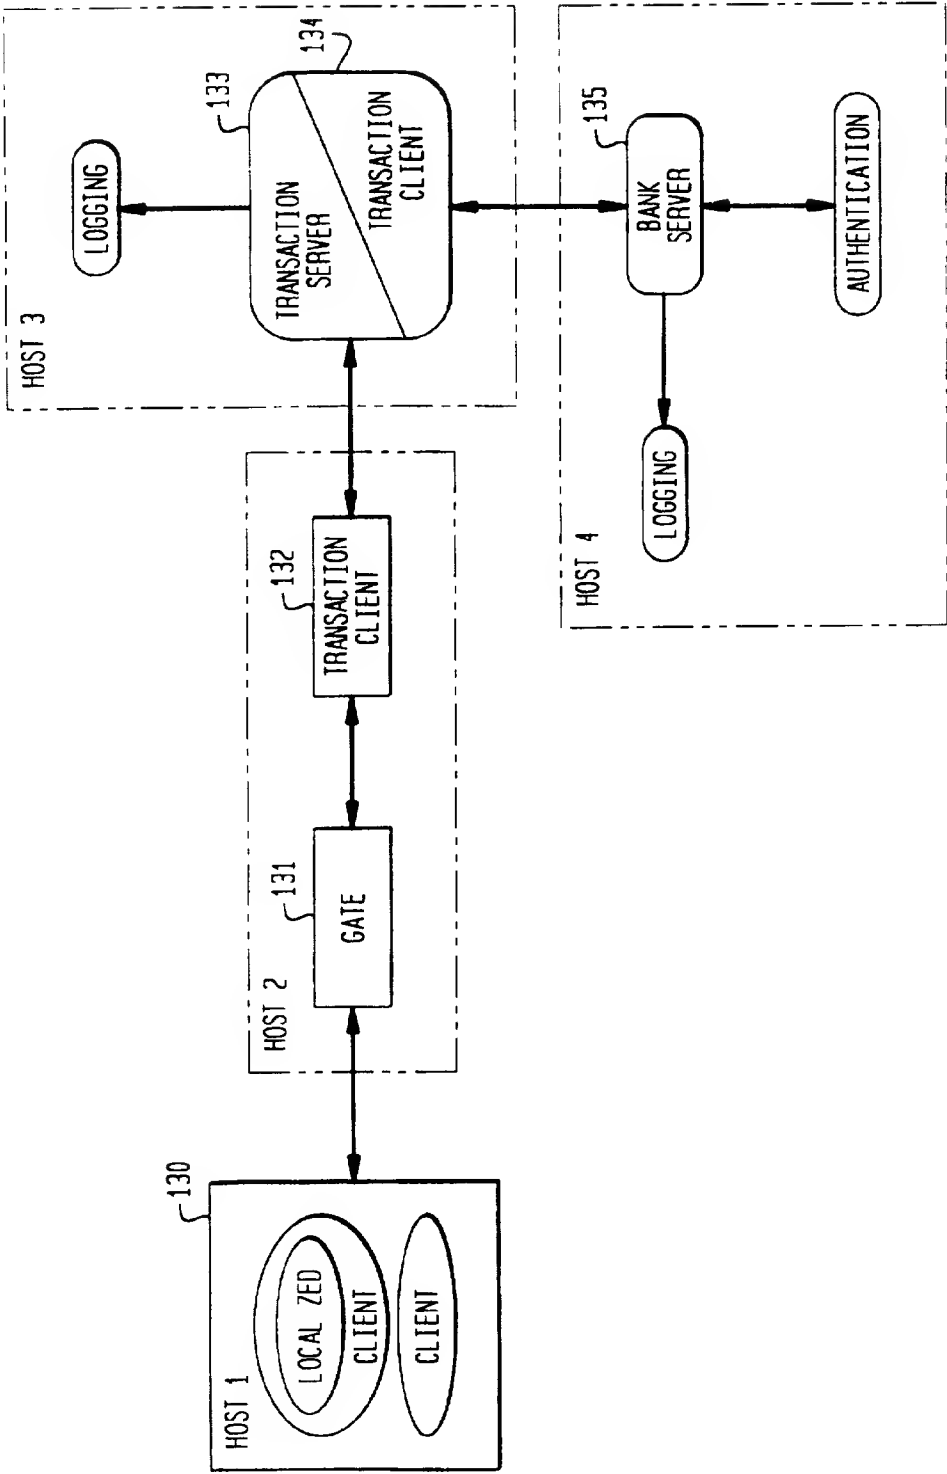 HOST 1
130
LOCAL ZED
CLIENT
CLIENT
HOST 2
131
GATE
132
TRANSACTION
CLIENT
HOST 3
LOGGING
133
TRANSACTION
SERVER
134
TRANSACTION
CLIENT
HOST 4
LOGGING
135
BANK
SERVER
AUTHENTICATION